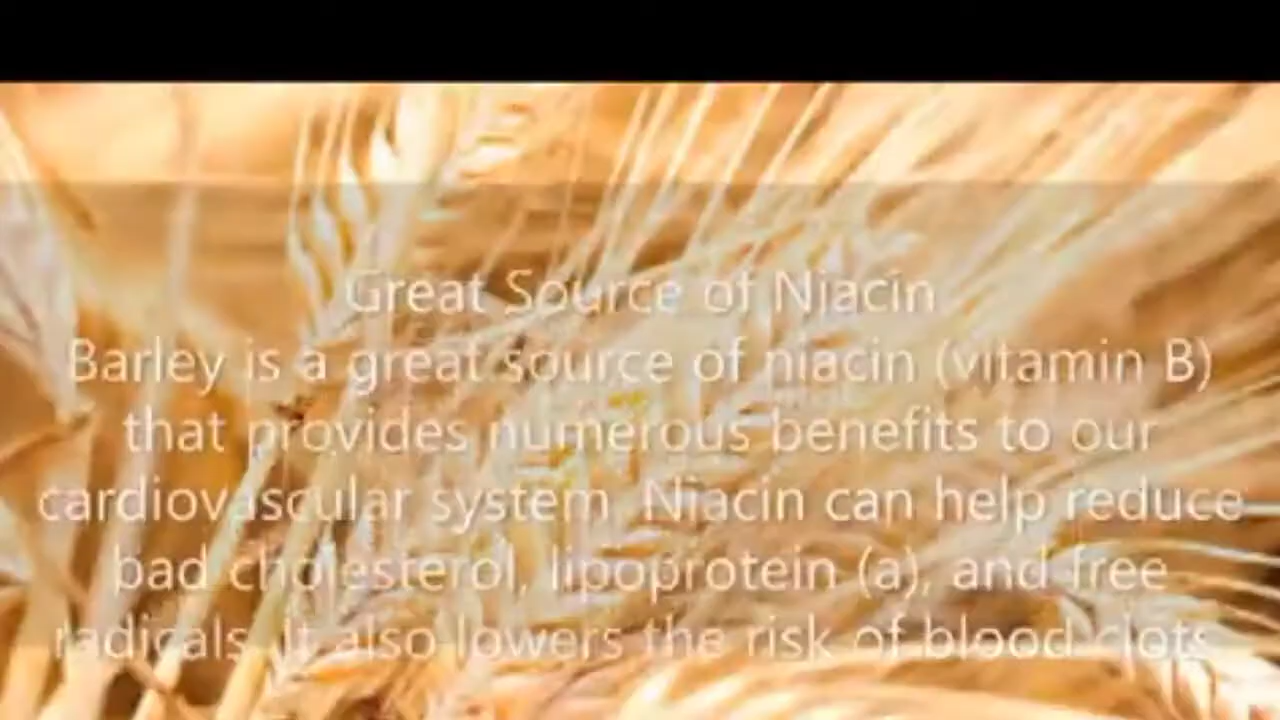 Great Source of Niacin
Barley is a great source of niacin (vitamin B)
that provides numerous benefits to our
cardiovascular system. Niacin can help reduce
bad cholesterol, lipoprotein (a), and free
radicals. It also lowers the risk of blood clots.